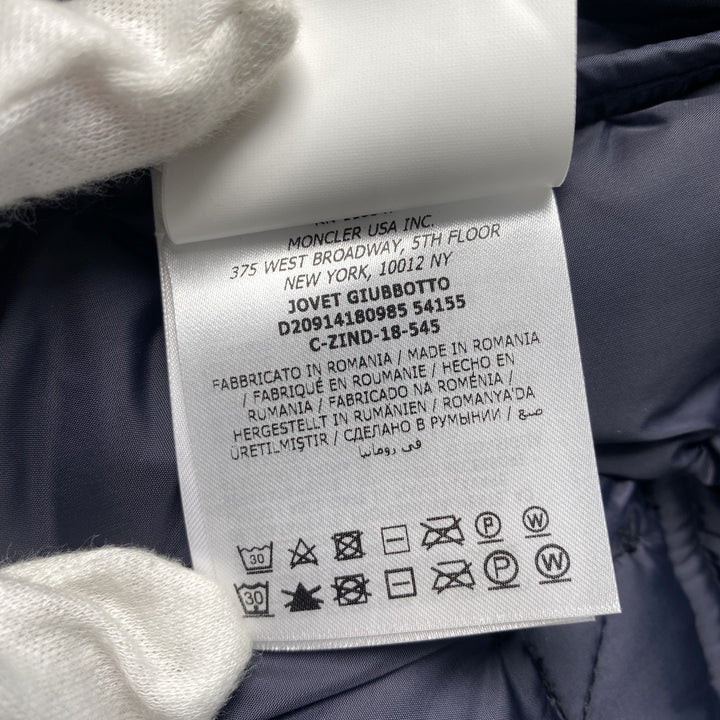 MONCLER USA INC.
375 WEST BROADWAY, 5TH FLOOR
NEW YORK, 10012 NY
JOVET GIUBBOTTO
D20914180985 54155
C-ZIND-18-545
FABBRICATO IN ROMANIA / MADE IN ROMANIA
/ FABRIQUÉ EN ROUMANIE / HECHO EN
RUMANIA / FABRICADO NA ROMÉNIA /
HERGESTELLT IN RUMÄNIEN / ROMANYA'DA
ÜRETILMIŞTIR / СДЕЛАНО В РУМЫНИИ / صنع
في رومانيا
30 P W
30 P W